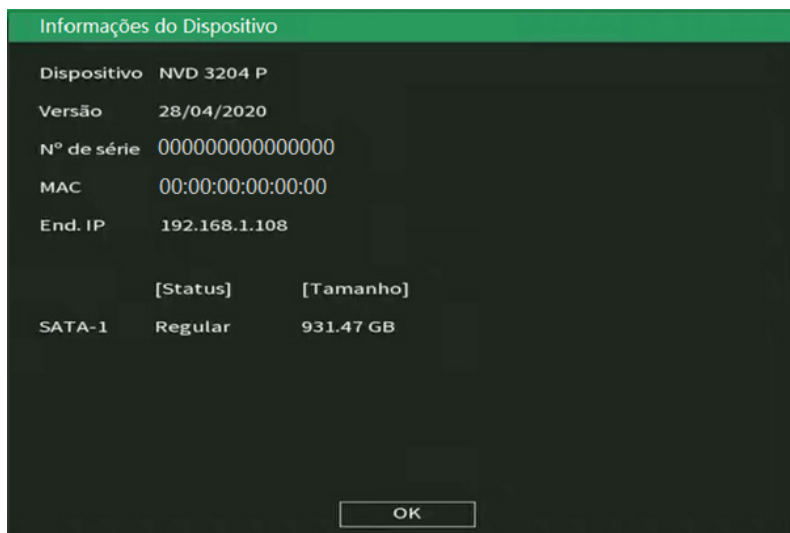 Informações do Dispositivo
Dispositivo NVD 3204 P
Versão 28/04/2020
Nº de série 000000000000000
MAC 00:00:00:00:00:00
End. IP 192.168.1.108
[Status] [Tamanho]
SATA-1 Regular 931.47 GB
OK